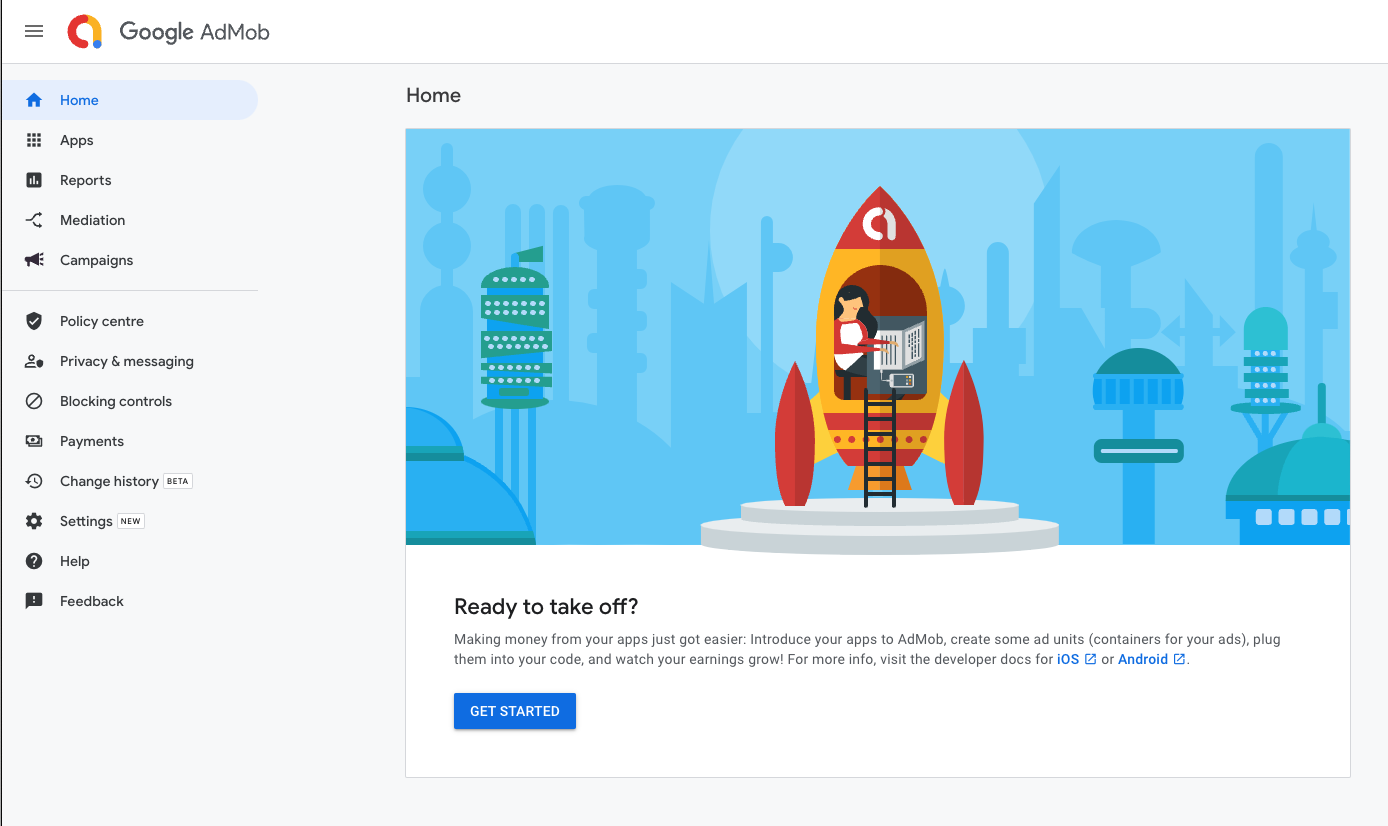 Google AdMob
Home
Apps
Reports
Mediation
Campaigns
Policy centre
Privacy & messaging
Blocking controls
Payments
Change history BETA
Settings NEW
Help
Feedback
Home
Ready to take off?
Making money from your apps just got easier: Introduce your apps to AdMob, create some ad units (containers for your ads), plug
them into your code, and watch your earnings grow! For more info, visit the developer docs for iOS or Android.
GET STARTED